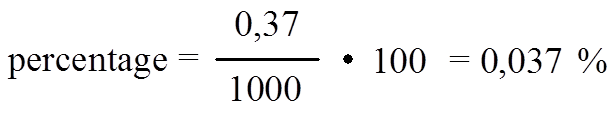 percentage = 0,37 / 1000 • 100 = 0,037 %